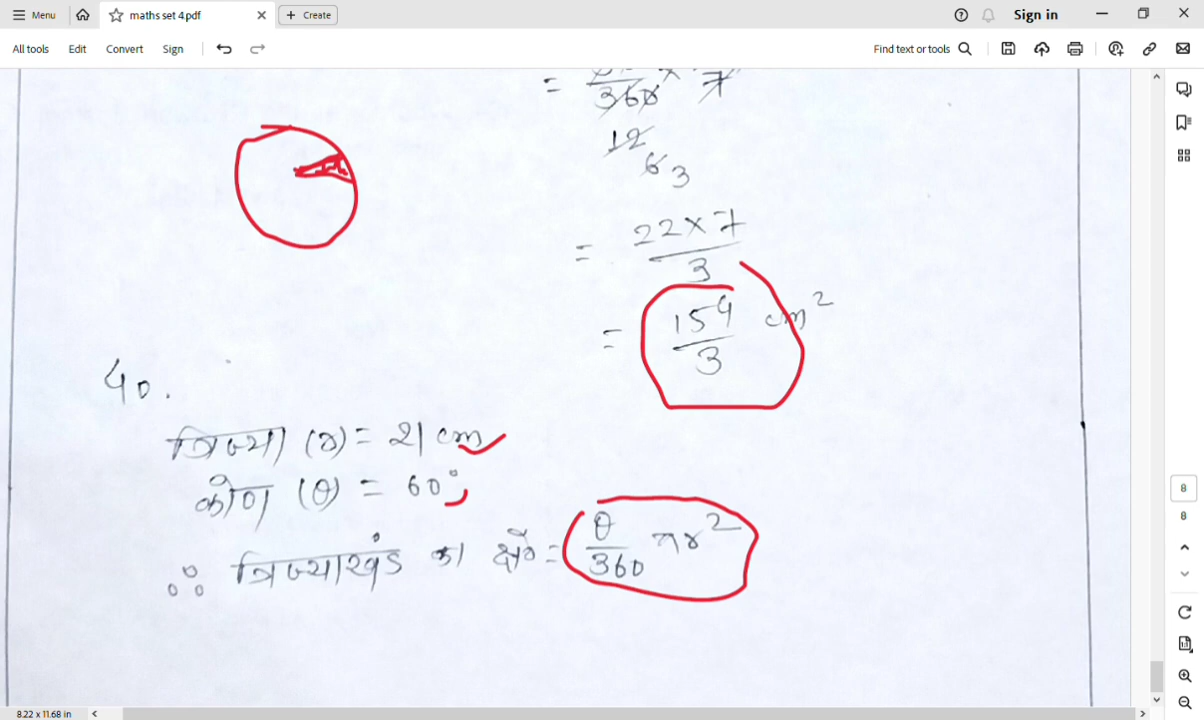 Menu
maths set 4.pdf
Create
Sign in
All tools Edit Convert Sign
Find text or tools
= 360 × 7
12
6 3
= 22 × 7 / 3
= 154 / 3 cm²
40.
त्रिज्या (r) = 21 cm
कोण (θ) = 60°
∴ त्रिज्याखंड का क्षे० = θ/360 πr²
8
8
8.22 x 11.68 in